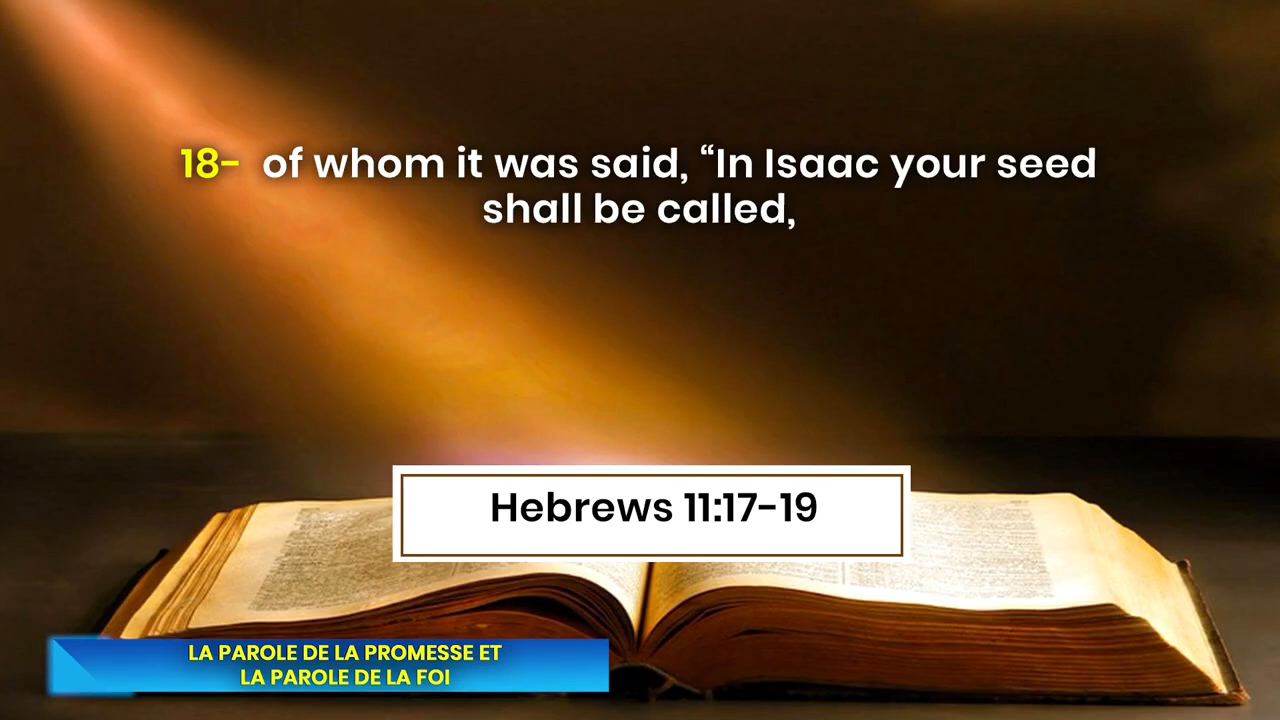 18- of whom it was said, “In Isaac your seed
shall be called,
Hebrews 11:17-19
LA PAROLE DE LA PROMESSE ET
LA PAROLE DE LA FOI